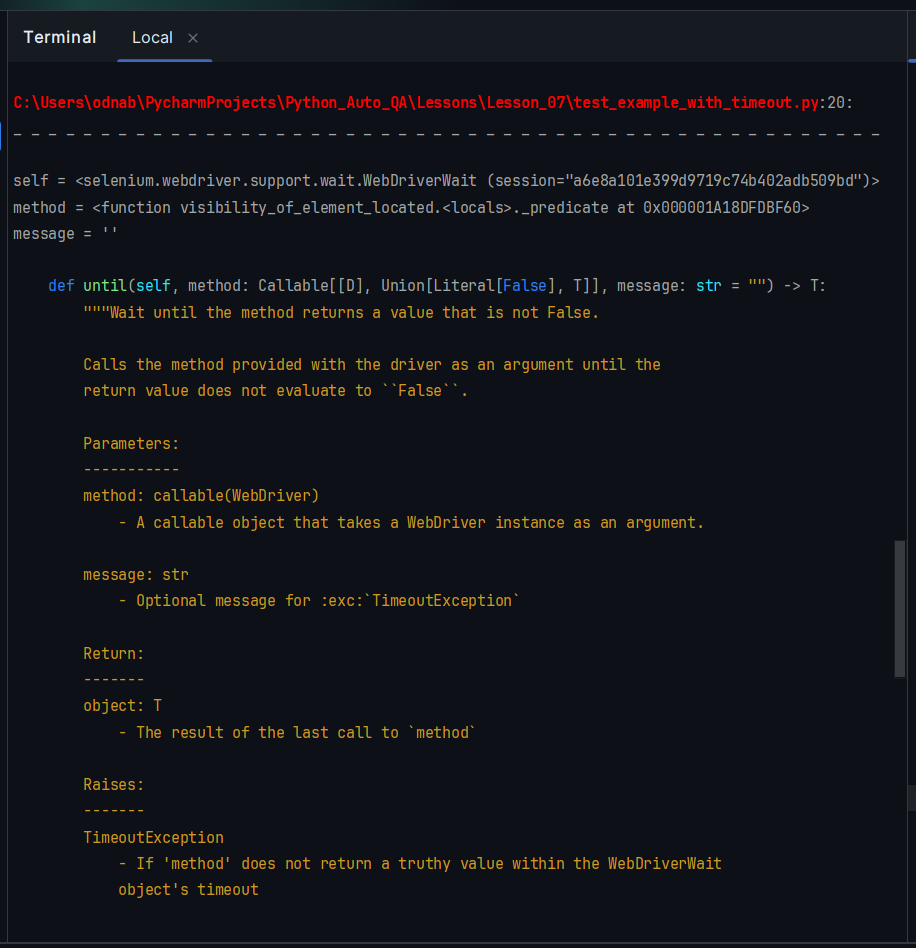 Terminal Local ×
C:\Users\odnab\PycharmProjects\Python_Auto_QA\Lessons\Lesson_07\test_example_with_timeout.py:20:
_ _ _ _ _ _ _ _ _ _ _ _ _ _ _ _ _ _ _ _ _ _ _ _ _ _ _ _ _ _ _ _ _ _ _ _ _ _ _ _ _ _ _ _ _ _ _ _ _ _
self = <selenium.webdriver.support.wait.WebDriverWait (session="a6e8a101e399d9719c74b402adb509bd")>
method = <function visibility_of_element_located.<locals>._predicate at 0x000001A18DFDBF60>
message = ''
    def until(self, method: Callable[[D], Union[Literal[False], T]], message: str = "") -> T:
        """Wait until the method returns a value that is not False.
        Calls the method provided with the driver as an argument until the
        return value does not evaluate to ``False``.
        Parameters:
        -----------
        method: callable(WebDriver)
            - A callable object that takes a WebDriver instance as an argument.
        message: str
            - Optional message for :exc:`TimeoutException`
        Return:
        -------
        object: T
            - The result of the last call to `method`
        Raises:
        -------
        TimeoutException
            - If 'method' does not return a truthy value within the WebDriverWait
            object's timeout